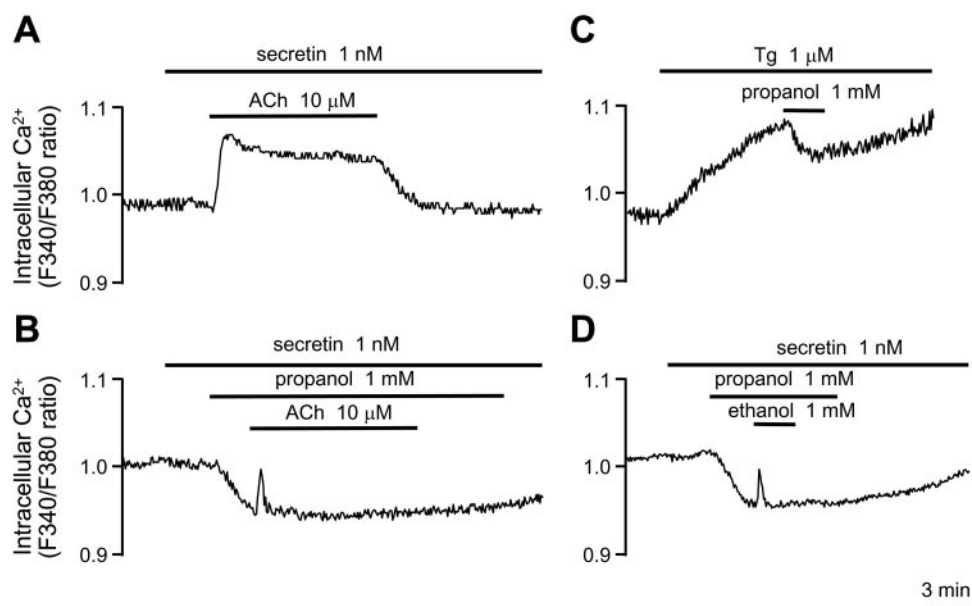 A
secretin 1 nM
ACh 10 μM
Intracellular Ca²⁺
(F340/F380 ratio)
1.1
1.0
0.9
C
Tg 1 μM
propanol 1 mM
1.1
1.0
0.9
B
secretin 1 nM
propanol 1 mM
ACh 10 μM
Intracellular Ca²⁺
(F340/F380 ratio)
1.1
1.0
0.9
D
secretin 1 nM
propanol 1 mM
ethanol 1 mM
1.1
1.0
0.9
3 min